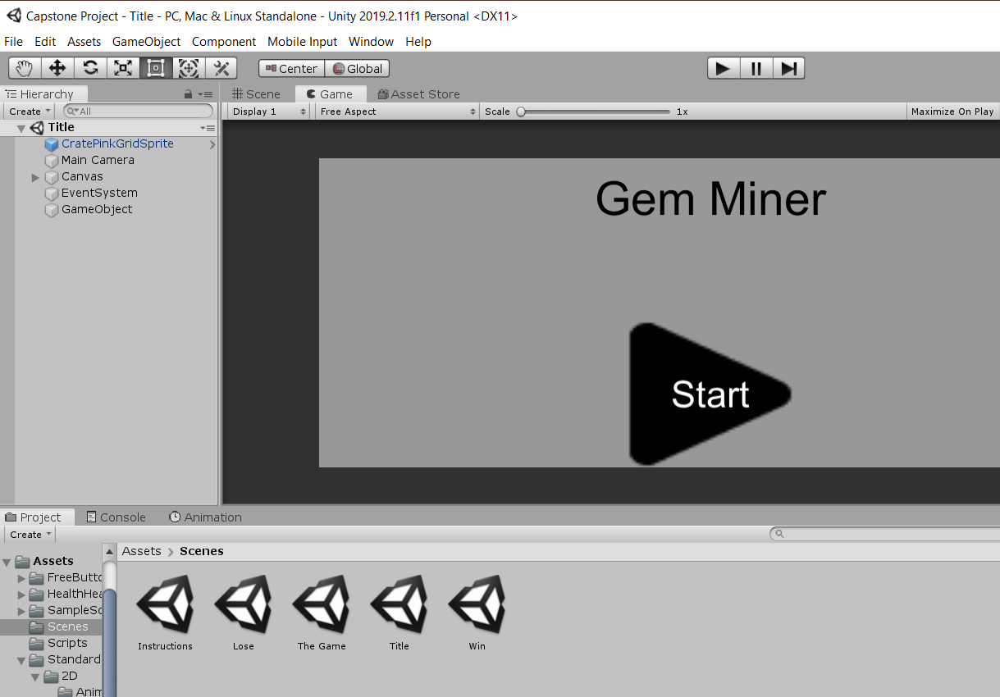 Capstone Project - Title - PC, Mac & Linux Standalone - Unity 2019.2.11f1 Personal <DX11>
File Edit Assets GameObject Component Mobile Input Window Help
Center Global
Hierarchy
Scene Game Asset Store
Create All
Display 1 Free Aspect Scale 1x Maximize On Play
Title
CratePinkGridSprite
Main Camera
Canvas
EventSystem
GameObject
Gem Miner
Start
Project Console Animation
Create
Assets > Scenes
Assets
FreeButto
HealthHea
SampleSc
Scenes
Scripts
Standard
2D
Anim
Instructions Lose The Game Title Win